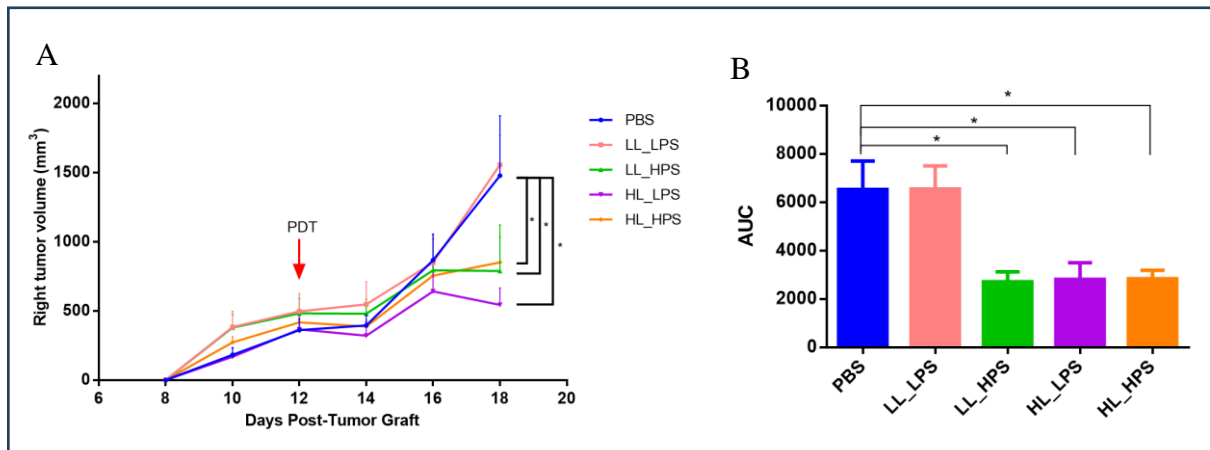 A
Right tumor volume (mm³)
2000
1500
1000
500
0
6
8
10
12
14
16
18
20
Days Post-Tumor Graft
PDT
*
*
*
PBS
LL_LPS
LL_HPS
HL_LPS
HL_HPS
B
AUC
10000
8000
6000
4000
2000
0
*
*
*
PBS
LL_LPS
LL_HPS
HL_LPS
HL_HPS